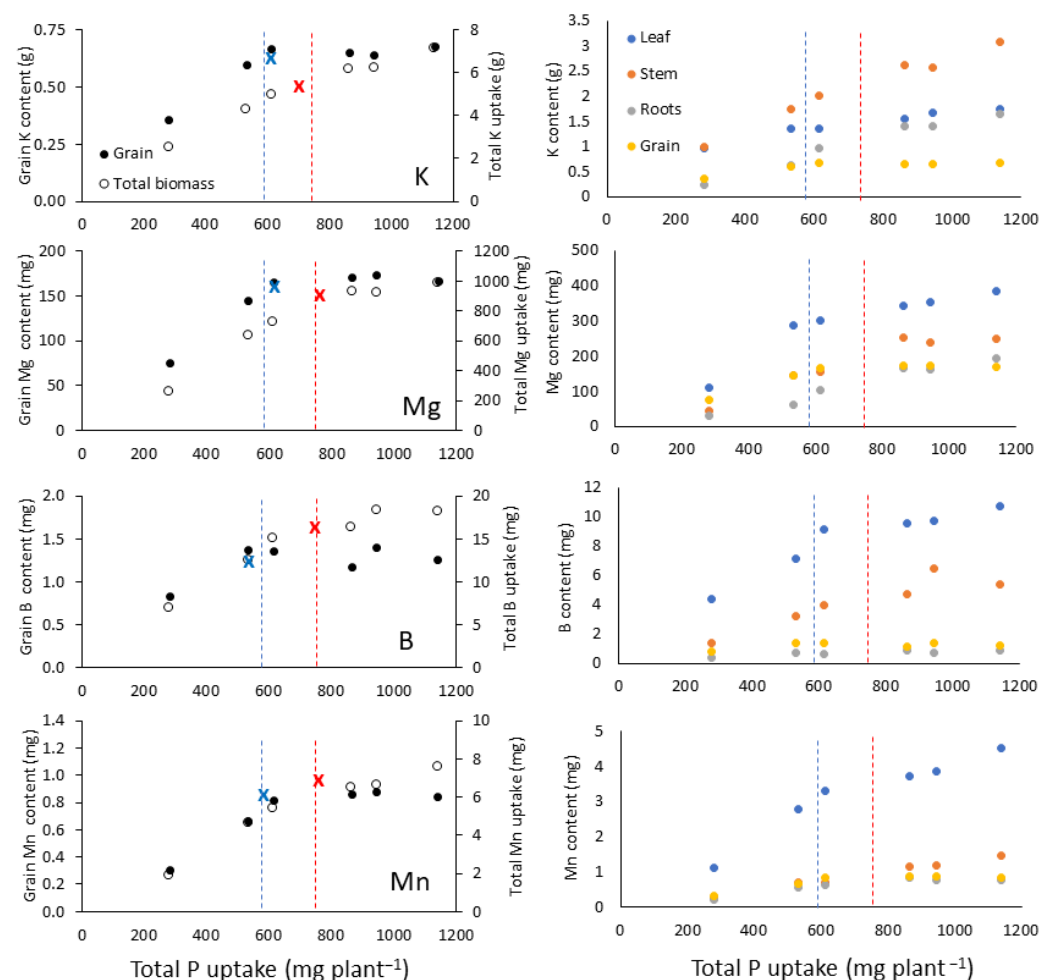 Grain K content (g)
0.75
0.50
0.25
0.00
8
6
4
2
0
Total K uptake (g)
Grain
Total biomass
K
X
X
0 200 400 600 800 1000 1200
K content (g)
3.5
3
2.5
2
1.5
1
0.5
0
Leaf
Stem
Roots
Grain
0 200 400 600 800 1000 1200
Grain Mg content (mg)
200
150
100
50
0
1200
1000
800
600
400
200
0
Total Mg uptake (mg)
X
X
Mg
0 200 400 600 800 1000 1200
Mg content (mg)
500
400
300
200
100
0
0 200 400 600 800 1000 1200
Grain B content (mg)
2.0
1.5
1.0
0.5
0.0
20
15
10
5
0
Total B uptake (mg)
X
X
B
0 200 400 600 800 1000 1200
B content (mg)
12
10
8
6
4
2
0
0 200 400 600 800 1000 1200
Grain Mn content (mg)
1.4
1.2
1.0
0.8
0.6
0.4
0.2
0.0
10
8
6
4
2
0
Total Mn uptake (mg)
X
X
Mn
0 200 400 600 800 1000 1200
Total P uptake (mg plant⁻¹)
Mn content (mg)
5
4
3
2
1
0
0 200 400 600 800 1000 1200
Total P uptake (mg plant⁻¹)